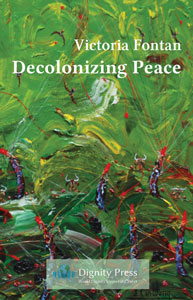 Victoria Fontan
Decolonizing Peace
Dignity Press